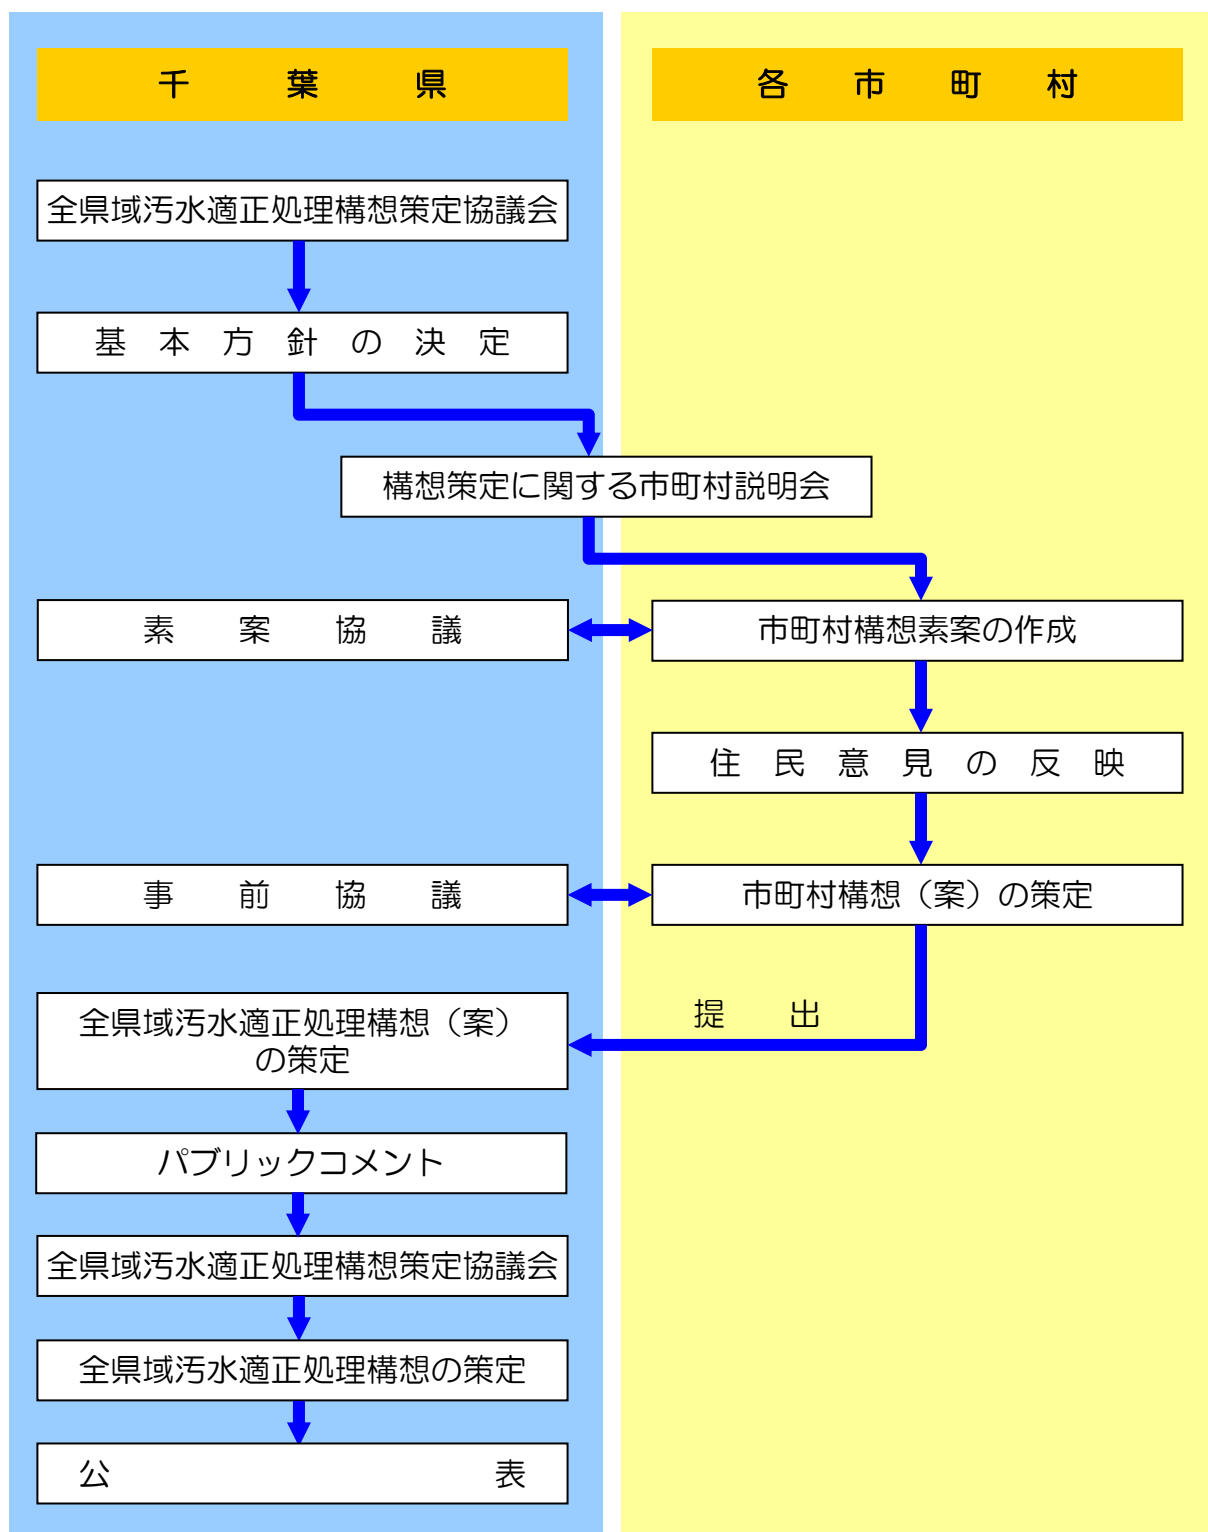 千葉県
各市町村
全県域汚水適正処理構想策定協議会
基本方針の決定
構想策定に関する市町村説明会
素案協議
市町村構想素案の作成
住民意見の反映
事前協議
市町村構想（案）の策定
提出
全県域汚水適正処理構想（案）
の策定
パブリックコメント
全県域汚水適正処理構想策定協議会
全県域汚水適正処理構想の策定
公表